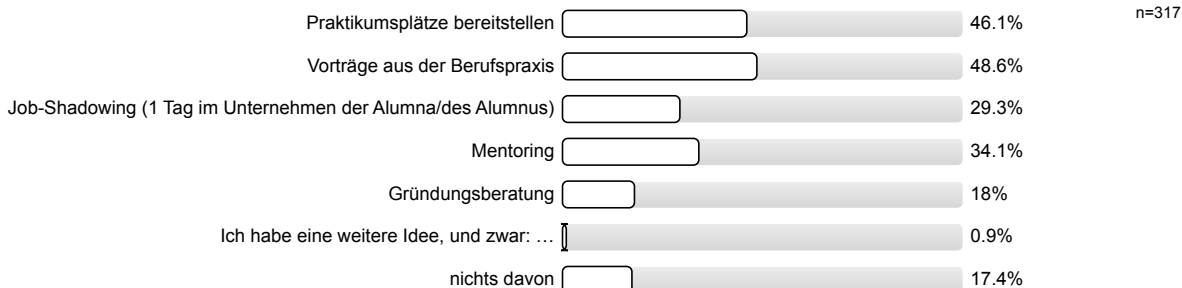 Praktikumsplätze bereitstellen 46.1% n=317
Vorträge aus der Berufspraxis 48.6%
Job-Shadowing (1 Tag im Unternehmen der Alumna/des Alumnus) 29.3%
Mentoring 34.1%
Gründungsberatung 18%
Ich habe eine weitere Idee, und zwar: … 0.9%
nichts davon 17.4%